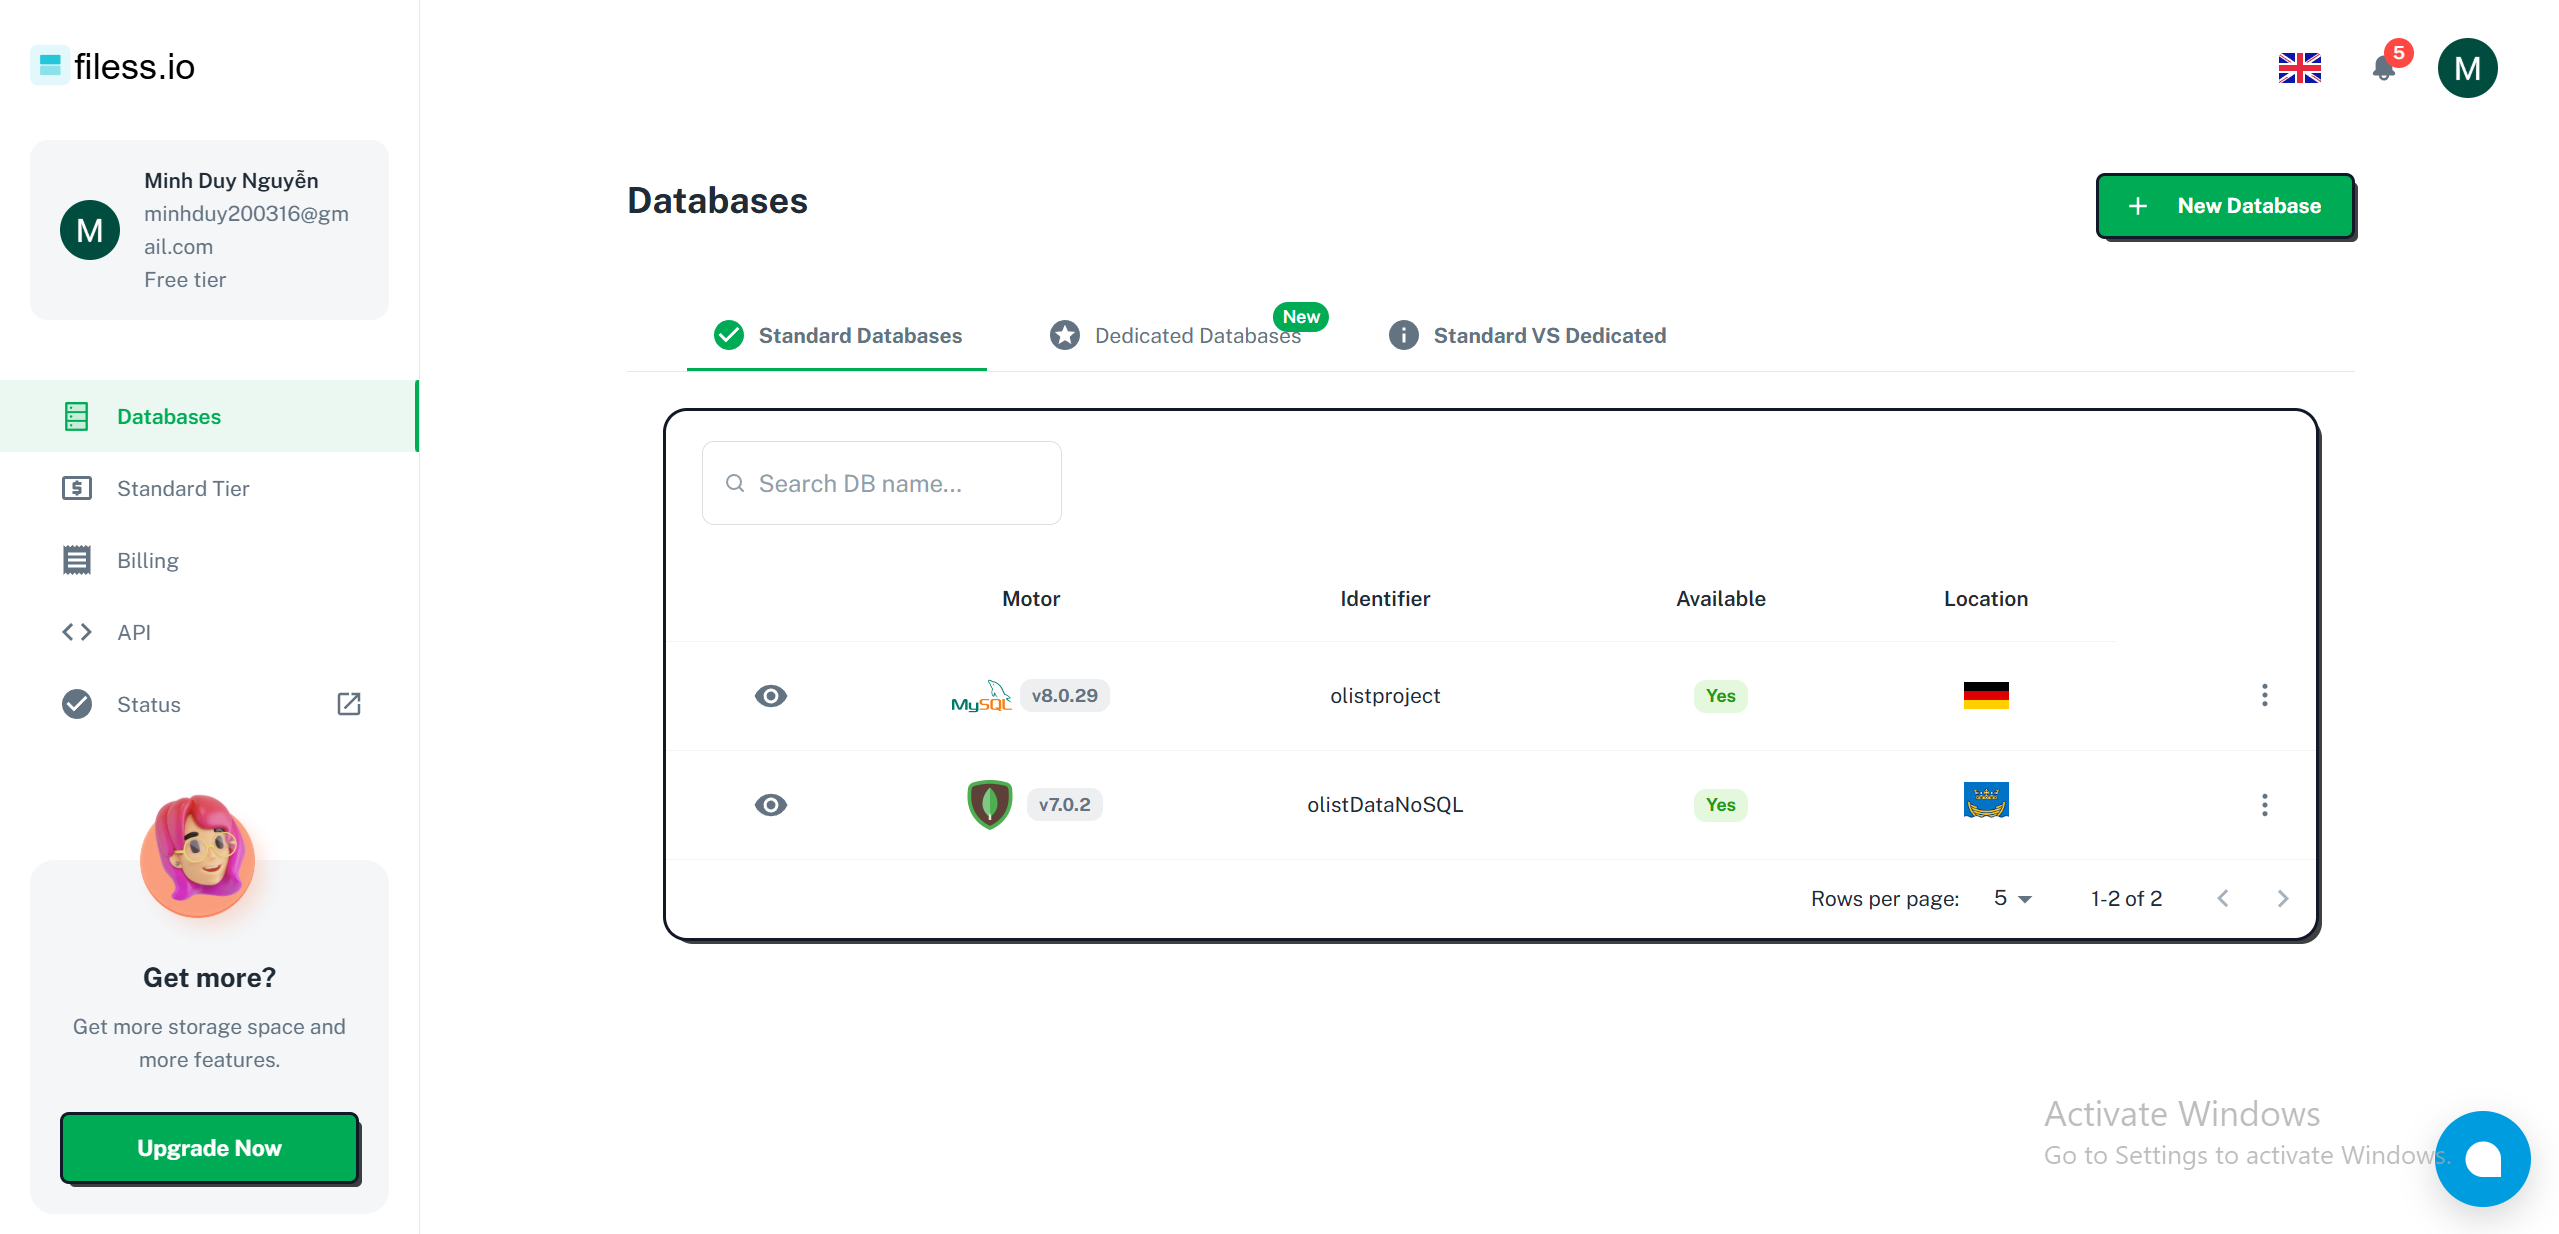 filess.io
5
M
M
Minh Duy Nguyễn
minhduy200316@gm
ail.com
Free tier
Databases
Standard Tier
Billing
API
Status
Get more?
Get more storage space and
more features.
Upgrade Now
Databases
+ New Database
Standard Databases
Dedicated Databases
New
Standard VS Dedicated
Search DB name...
Motor Identifier Available Location
MySQL v8.0.29 olistproject Yes
v7.0.2 olistDataNoSQL Yes
Rows per page: 5 1-2 of 2
Activate Windows
Go to Settings to activate Windows.